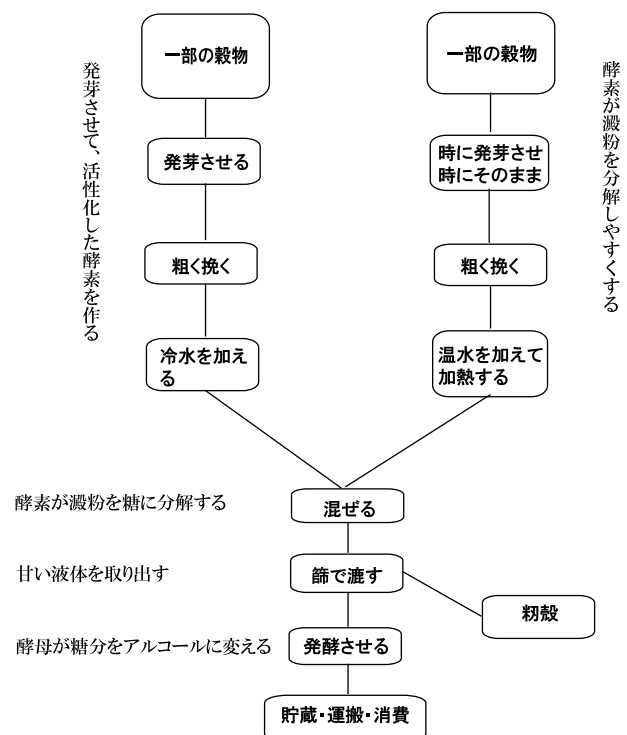 一部の穀物
一部の穀物
発芽させて、活性化した酵素を作る
酵素が澱粉を分解しやすくする
発芽させる
時に発芽させ
時にそのまま
粗く挽く
粗く挽く
冷水を加え
る
温水を加えて
加熱する
酵素が澱粉を糖に分解する
混ぜる
甘い液体を取り出す
篩で漉す
籾殻
酵母が糖分をアルコールに変える
発酵させる
貯蔵・運搬・消費